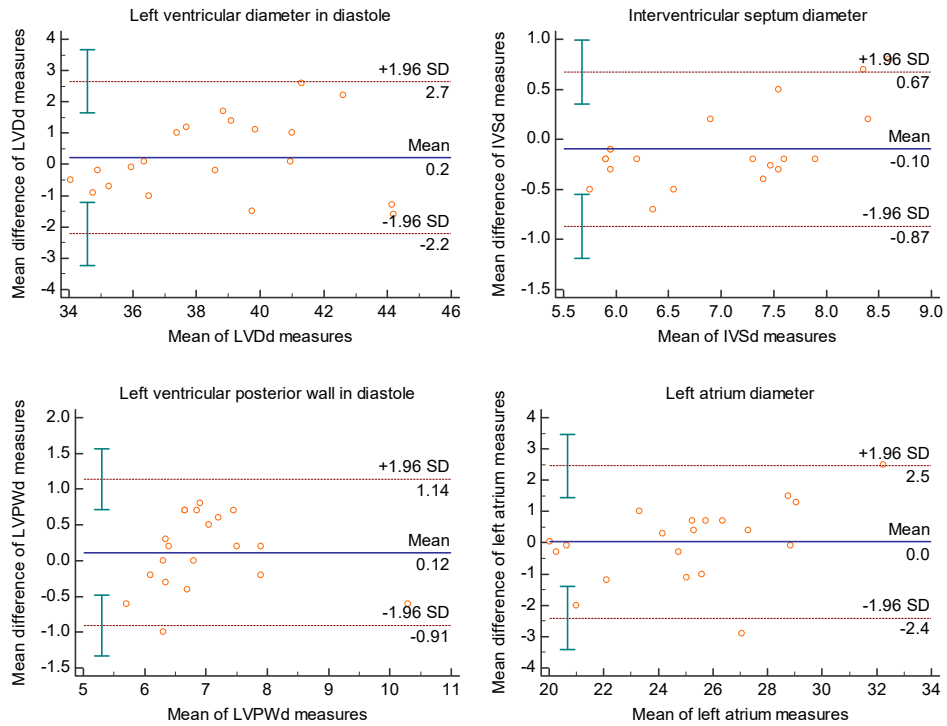 Left ventricular diameter in diastole
Mean difference of LVDd measures
4
3
2
1
0
-1
-2
-3
-4
+1.96 SD
2.7
Mean
0.2
-1.96 SD
-2.2
34 36 38 40 42 44 46
Mean of LVDd measures
Interventricular septum diameter
Mean difference of IVSd measures
1.0
0.5
0.0
-0.5
-1.0
-1.5
+1.96 SD
0.67
Mean
-0.10
-1.96 SD
-0.87
5.5 6.0 6.5 7.0 7.5 8.0 8.5 9.0
Mean of IVSd measures
Left ventricular posterior wall in diastole
Mean difference of LVPWd measures
2.0
1.5
1.0
0.5
0.0
-0.5
-1.0
-1.5
+1.96 SD
1.14
Mean
0.12
-1.96 SD
-0.91
5 6 7 8 9 10 11
Mean of LVPWd measures
Left atrium diameter
Mean difference of left atrium measures
4
3
2
1
0
-1
-2
-3
-4
+1.96 SD
2.5
Mean
0.0
-1.96 SD
-2.4
20 22 24 26 28 30 32 34
Mean of left atrium measures